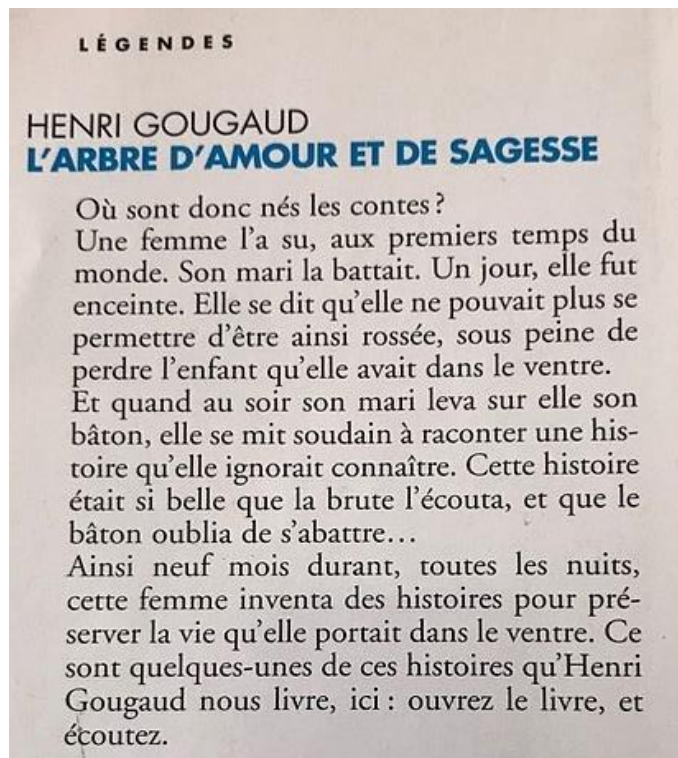 LÉGENDES
HENRI GOUGAUD
L'ARBRE D'AMOUR ET DE SAGESSE
Où sont donc nés les contes ?
Une femme l'a su, aux premiers temps du
monde. Son mari la battait. Un jour, elle fut
enceinte. Elle se dit qu'elle ne pouvait plus se
permettre d'être ainsi rossée, sous peine de
perdre l'enfant qu'elle avait dans le ventre.
Et quand au soir son mari leva sur elle son
bâton, elle se mit soudain à raconter une his-
toire qu'elle ignorait connaître. Cette histoire
était si belle que la brute l'écouta, et que le
bâton oublia de s'abattre...
Ainsi neuf mois durant, toutes les nuits,
cette femme inventa des histoires pour pré-
server la vie qu'elle portait dans le ventre. Ce
sont quelques-unes de ces histoires qu'Henri
Gougaud nous livre, ici : ouvrez le livre, et
écoutez.